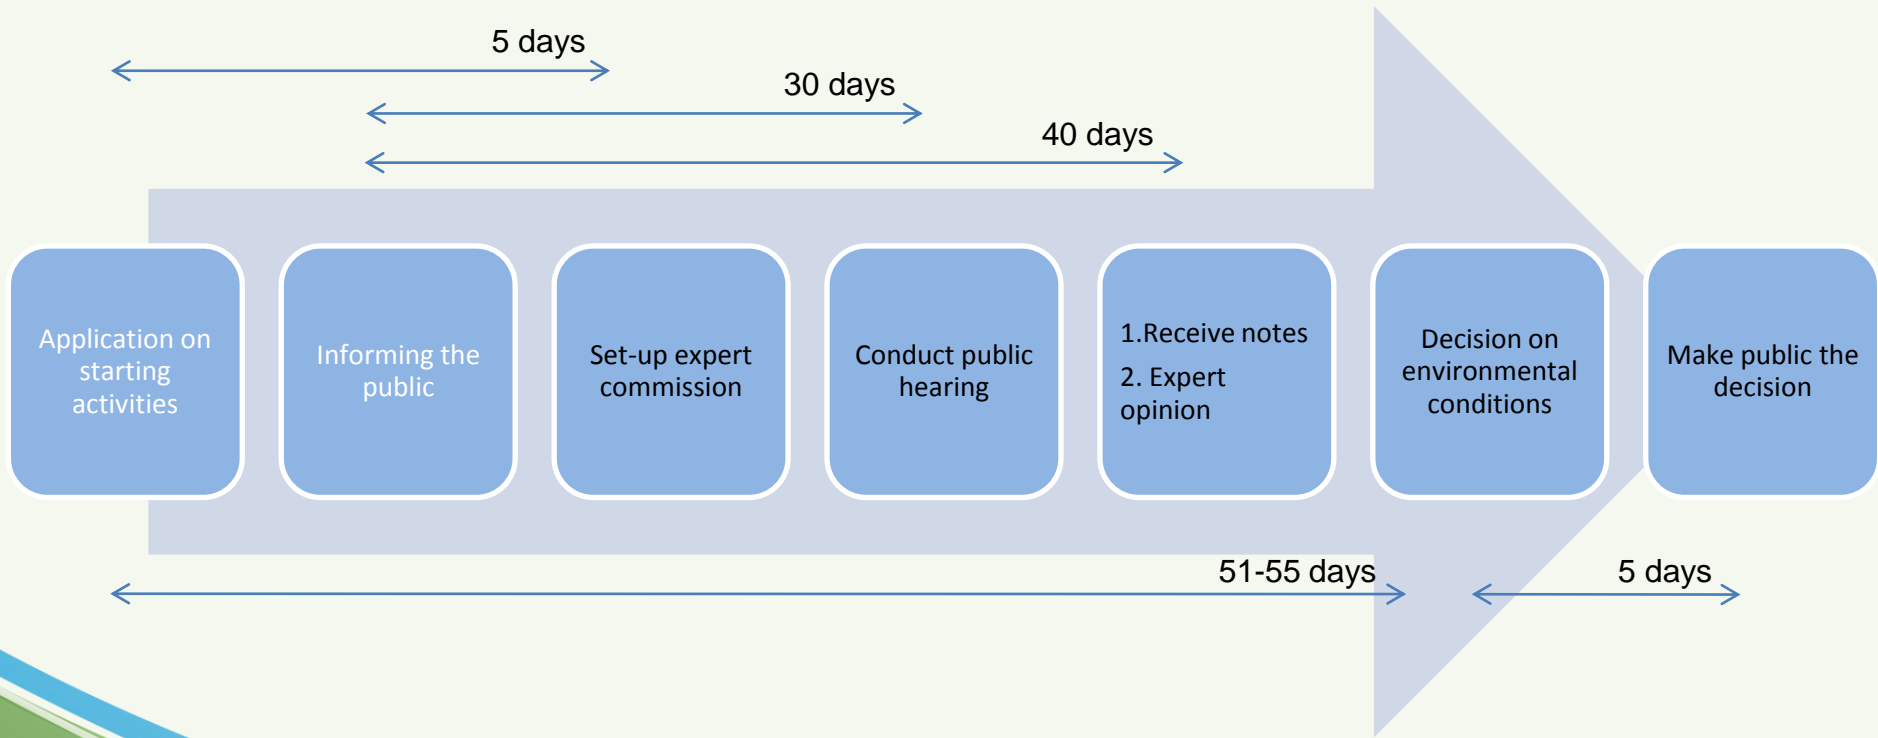 5 days
30 days
40 days
Application on
starting
activities
Informing the
public
Set-up expert
commission
Conduct public
hearing
1.Receive notes
2. Expert
opinion
Decision on
environmental
conditions
Make public the
decision
51-55 days
5 days